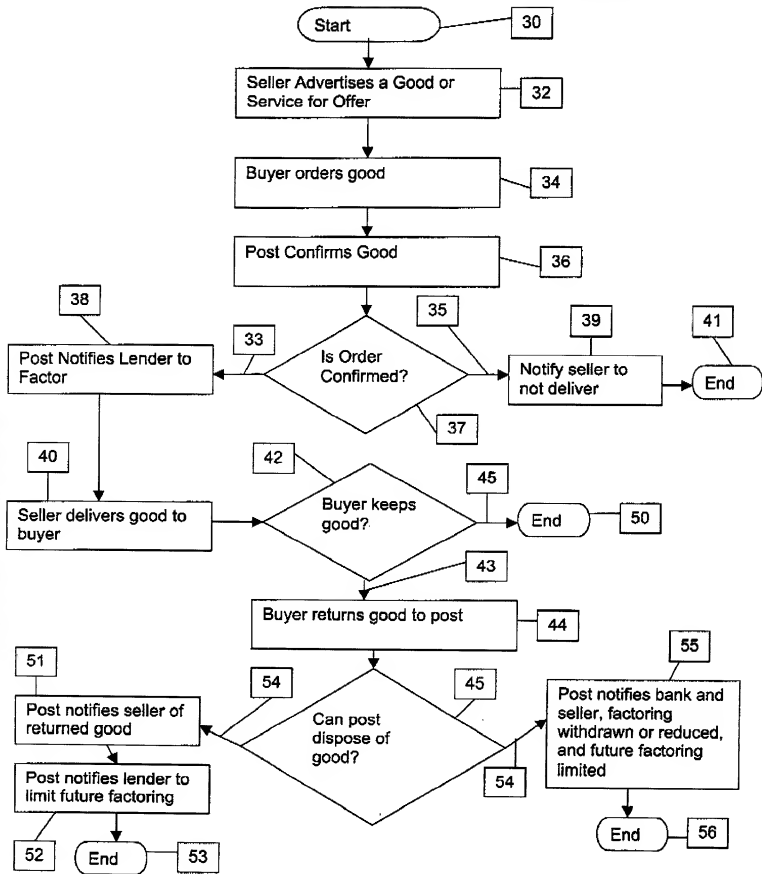 Start
30
Seller Advertises a Good or
Service for Offer
32
Buyer orders good
34
Post Confirms Good
36
38
33
35
39
41
Post Notifies Lender to
Factor
Is Order
Confirmed?
Notify seller to
not deliver
End
37
40
42
45
Seller delivers good to
buyer
Buyer keeps
good?
End
50
43
Buyer returns good to post
44
51
54
45
55
Post notifies seller of
returned good
Can post
dispose of
good?
Post notifies bank and
seller, factoring
withdrawn or reduced,
and future factoring
limited
54
Post notifies lender to
limit future factoring
52
End
53
End
56